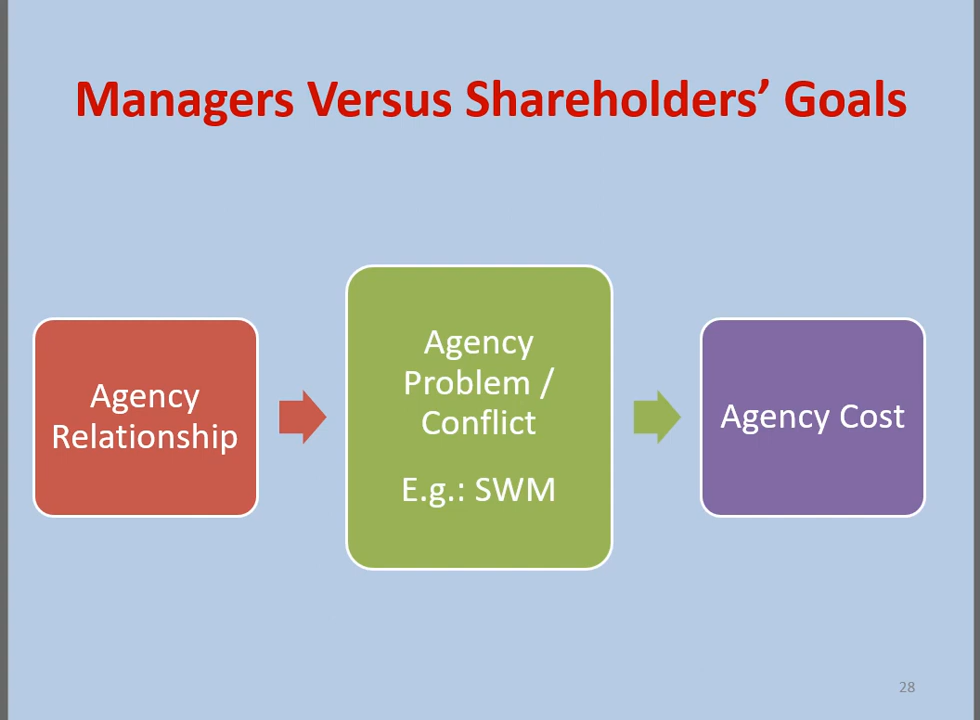 Managers Versus Shareholders’ Goals
Agency
Relationship
Agency
Problem /
Conflict
E.g.: SWM
Agency Cost
28